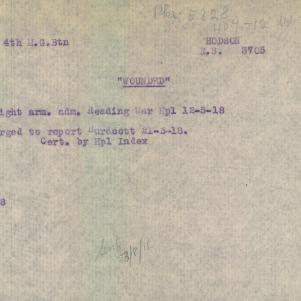 4th M.G.Btn
HODSON
N.S. 3705
"WOUNDED"
ight arm. adm. Reading War Hpl 12-5-18
rged to report Hurdcott 21-5-18.
Cert. by Hpl Index
8